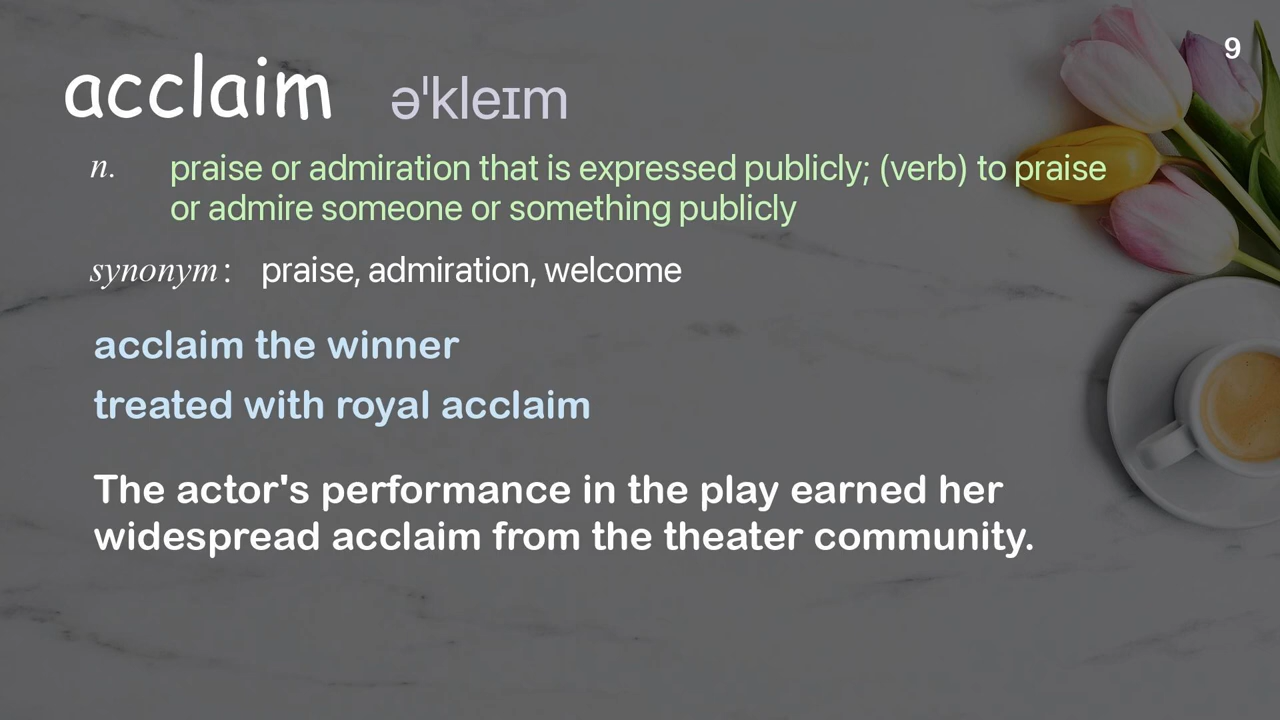 9
acclaim əˈkleɪm
n. praise or admiration that is expressed publicly; (verb) to praise
or admire someone or something publicly
synonym: praise, admiration, welcome
acclaim the winner
treated with royal acclaim
The actor's performance in the play earned her
widespread acclaim from the theater community.